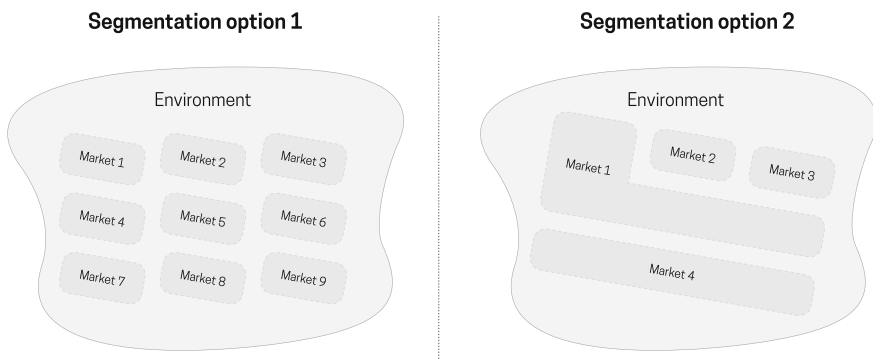 Segmentation option 1
Environment
Market 1
Market 2
Market 3
Market 4
Market 5
Market 6
Market 7
Market 8
Market 9
Segmentation option 2
Environment
Market 1
Market 2
Market 3
Market 4